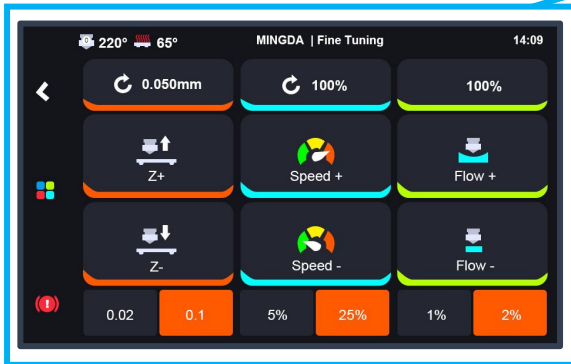 220° 65° MINGDA | Fine Tuning 14:09
0.050mm 100% 100%
Z+ Speed + Flow +
Z- Speed - Flow -
0.02 0.1 5% 25% 1% 2%